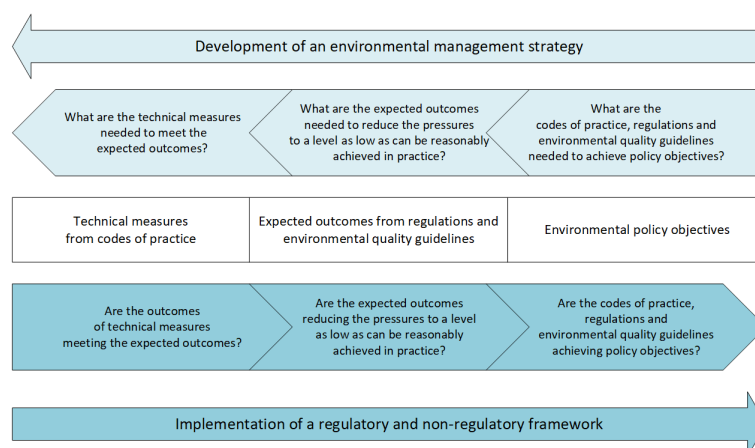 Development of an environmental management strategy
What are the technical measures
needed to meet the
expected outcomes?
What are the expected outcomes
needed to reduce the pressures
to a level as low as can be reasonably
achieved in practice?
What are the
codes of practice, regulations and
environmental quality guidelines
needed to achieve policy objectives?
Technical measures
from codes of practice
Expected outcomes from regulations and
environmental quality guidelines
Environmental policy objectives
Are the outcomes
of technical measures
meeting the expected outcomes?
Are the expected outcomes
reducing the pressures to a level
as low as can be reasonably
achieved in practice?
Are the codes of practice,
regulations and
environmental quality guidelines
achieving policy objectives?
Implementation of a regulatory and non-regulatory framework